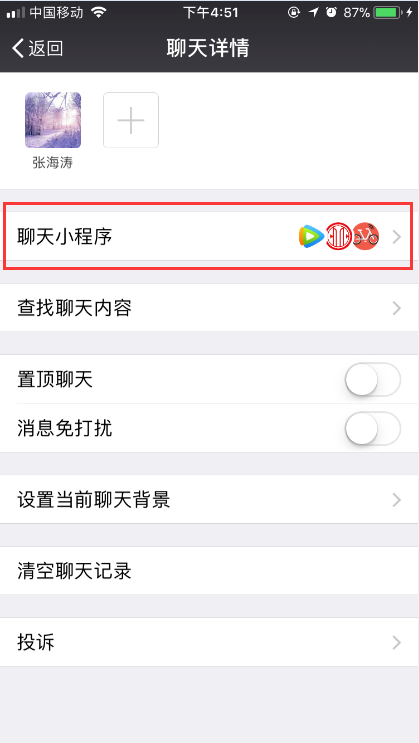 中国移动 下午4:51 87%
返回 聊天详情
张海涛
聊天小程序
查找聊天内容
置顶聊天
消息免打扰
设置当前聊天背景
清空聊天记录
投诉